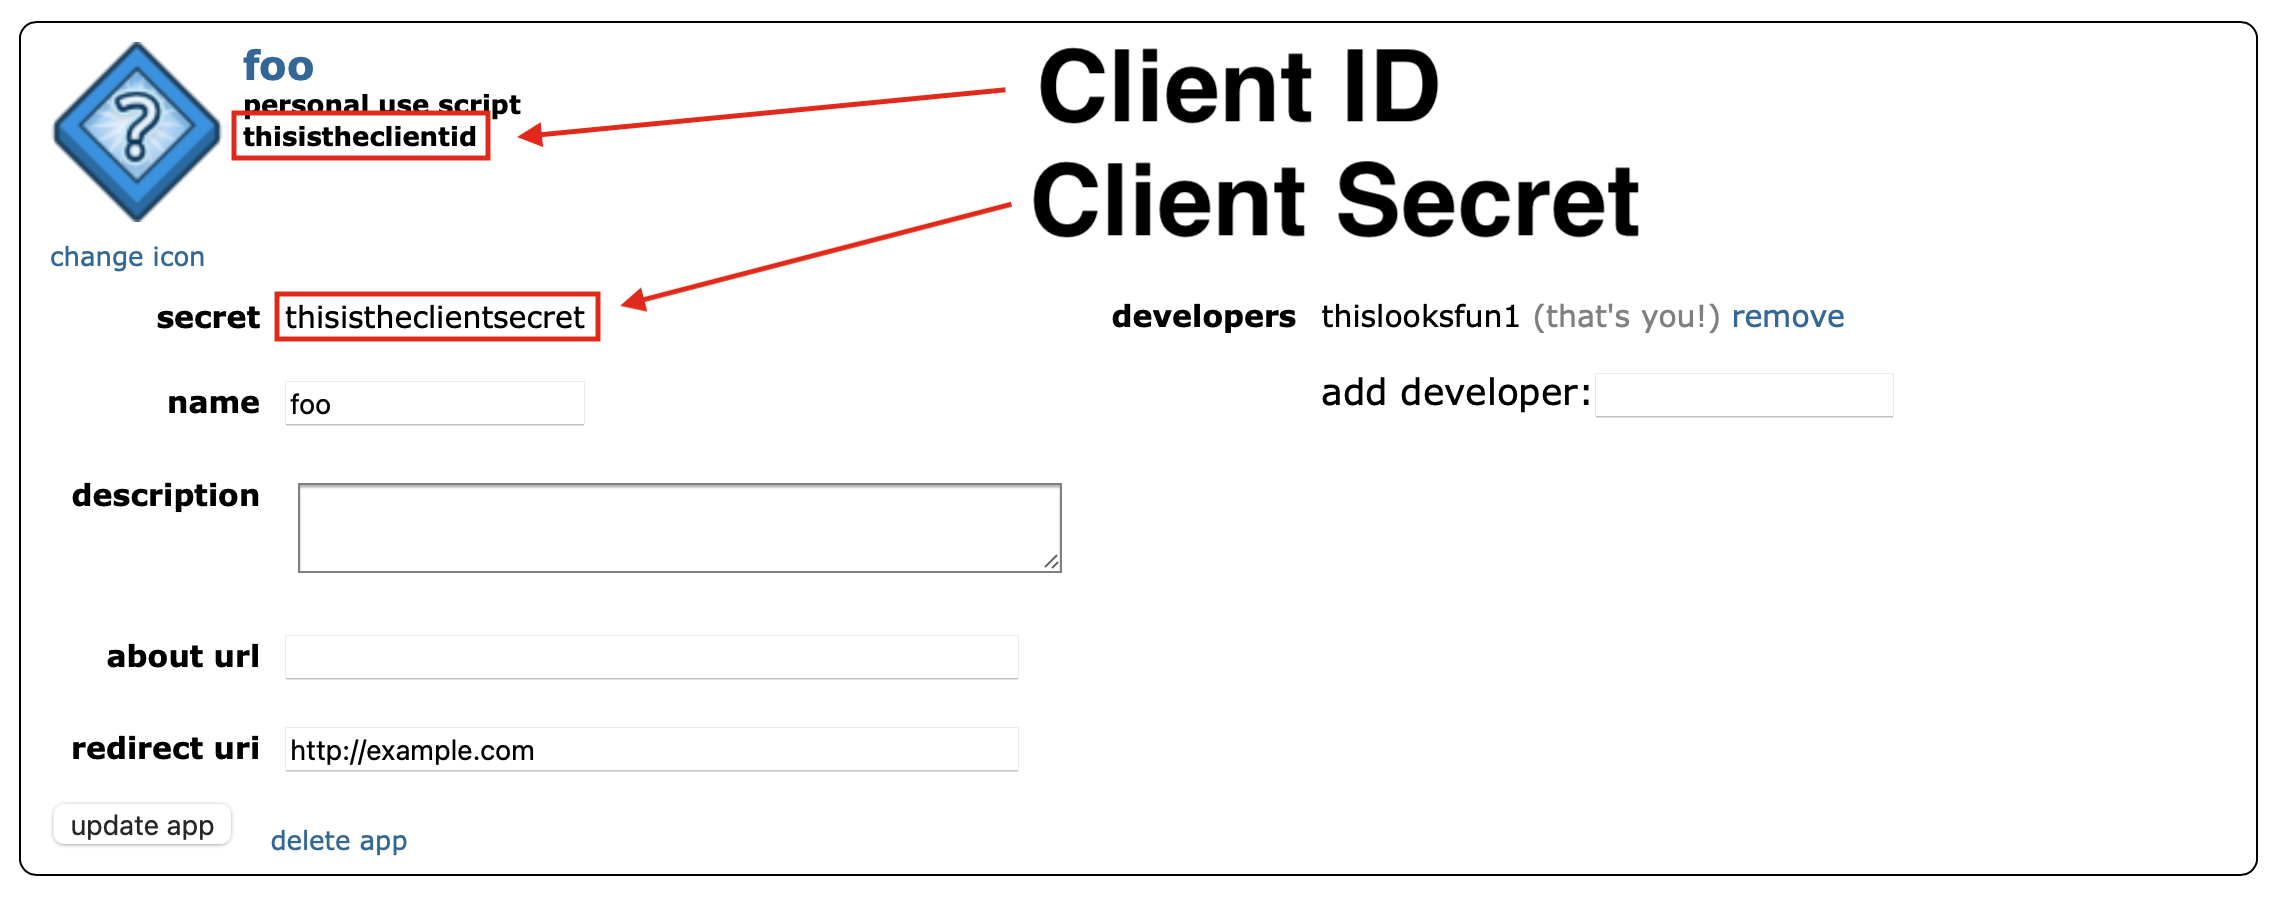 foo
personal use script
thisistheclientid
Client ID
Client Secret
change icon
secret thisistheclientsecret
developers thislooksfun1 (that's you!) remove
name foo
add developer:
description
about url
redirect uri http://example.com
update app
delete app